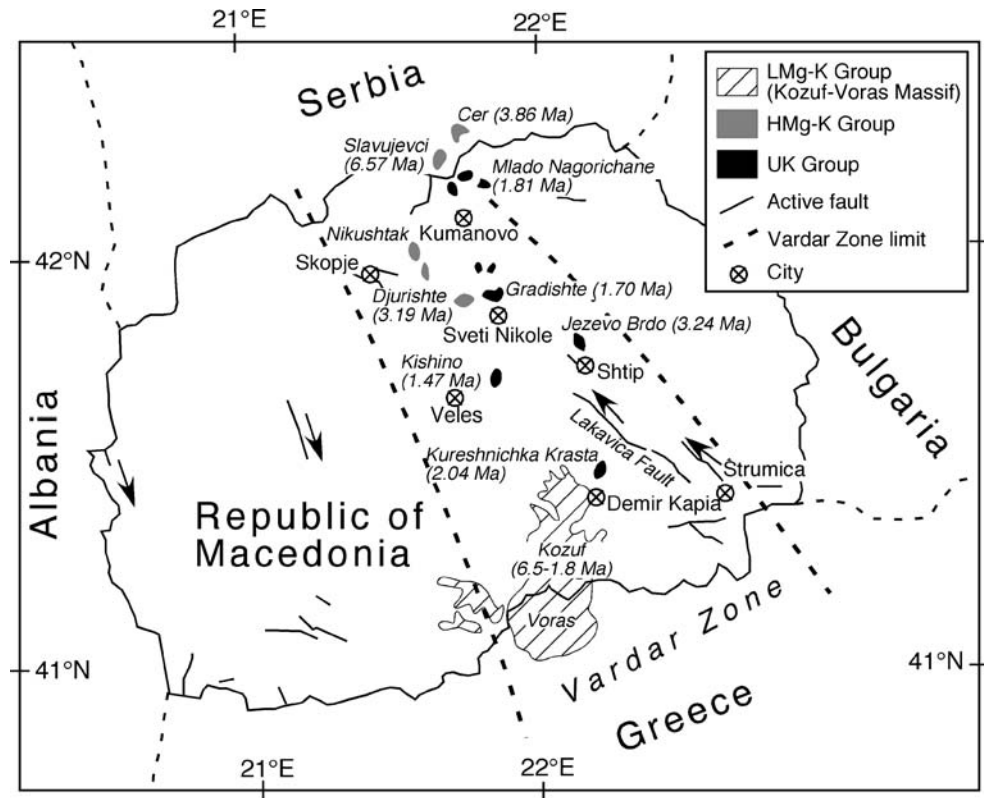 21°E
22°E
Serbia
LMg-K Group
(Kozuf-Voras Massif)
HMg-K Group
UK Group
Active fault
Vardar Zone limit
City
Cer (3.86 Ma)
Slavujevci
(6.57 Ma)
Mlado Nagorichane
(1.81 Ma)
Nikushtak
Kumanovo
42°N
Skopje
Djurishte
(3.19 Ma)
Gradishte (1.70 Ma)
Sveti Nikole
Jezevo Brdo (3.24 Ma)
Kishino
(1.47 Ma)
Shtip
Veles
Bulgaria
Albania
Lakavica Fault
Kureshnichka Krasta
(2.04 Ma)
Strumica
Demir Kapia
Republic of
Macedonia
Kozuf
(6.5-1.8 Ma)
Voras
Vardar Zone
41°N
41°N
Greece
21°E
22°E